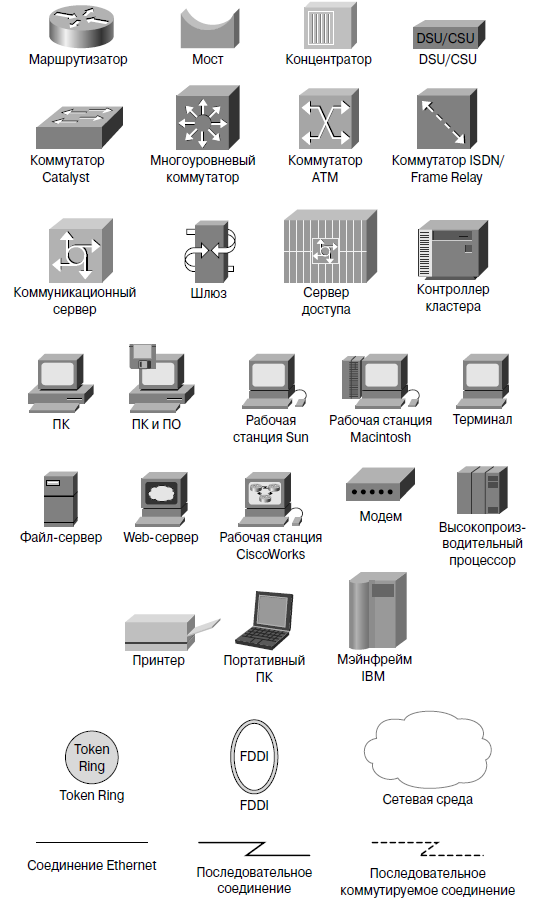 Маршрутизатор
Мост
Концентратор
DSU/CSU
DSU/CSU
Коммутатор
Catalyst
Многоуровневый
коммутатор
Коммутатор
ATM
Коммутатор ISDN/
Frame Relay
Коммуникационный
сервер
Шлюз
Сервер
доступа
Контроллер
кластера
ПК
ПК и ПО
Рабочая
станция Sun
Рабочая станция
Macintosh
Терминал
Файл-сервер
Web-сервер
Рабочая станция
CiscoWorks
Модем
Высокопроиз-
водительный
процессор
Принтер
Портативный
ПК
Мэйнфрейм
IBM
Token
Ring
Token Ring
FDDI
FDDI
Сетевая среда
Соединение Ethernet
Последовательное
соединение
Последовательное
коммутируемое соединение